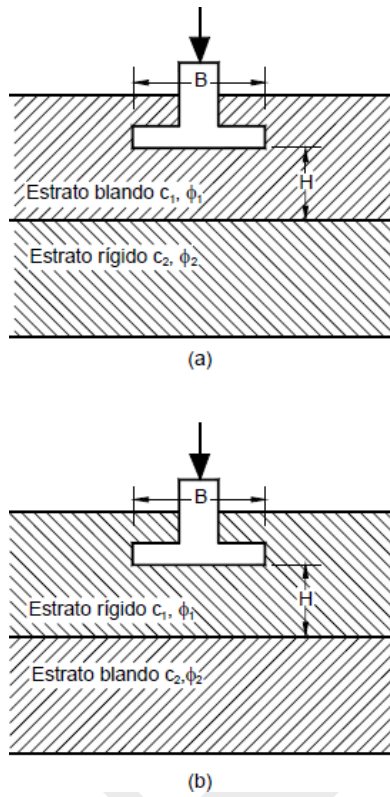 B
H
Estrato blando c₁, ϕ₁
Estrato rígido c₂, ϕ₂
(a)
B
H
Estrato rígido c₁, ϕ₁
Estrato blando c₂,ϕ₂
(b)